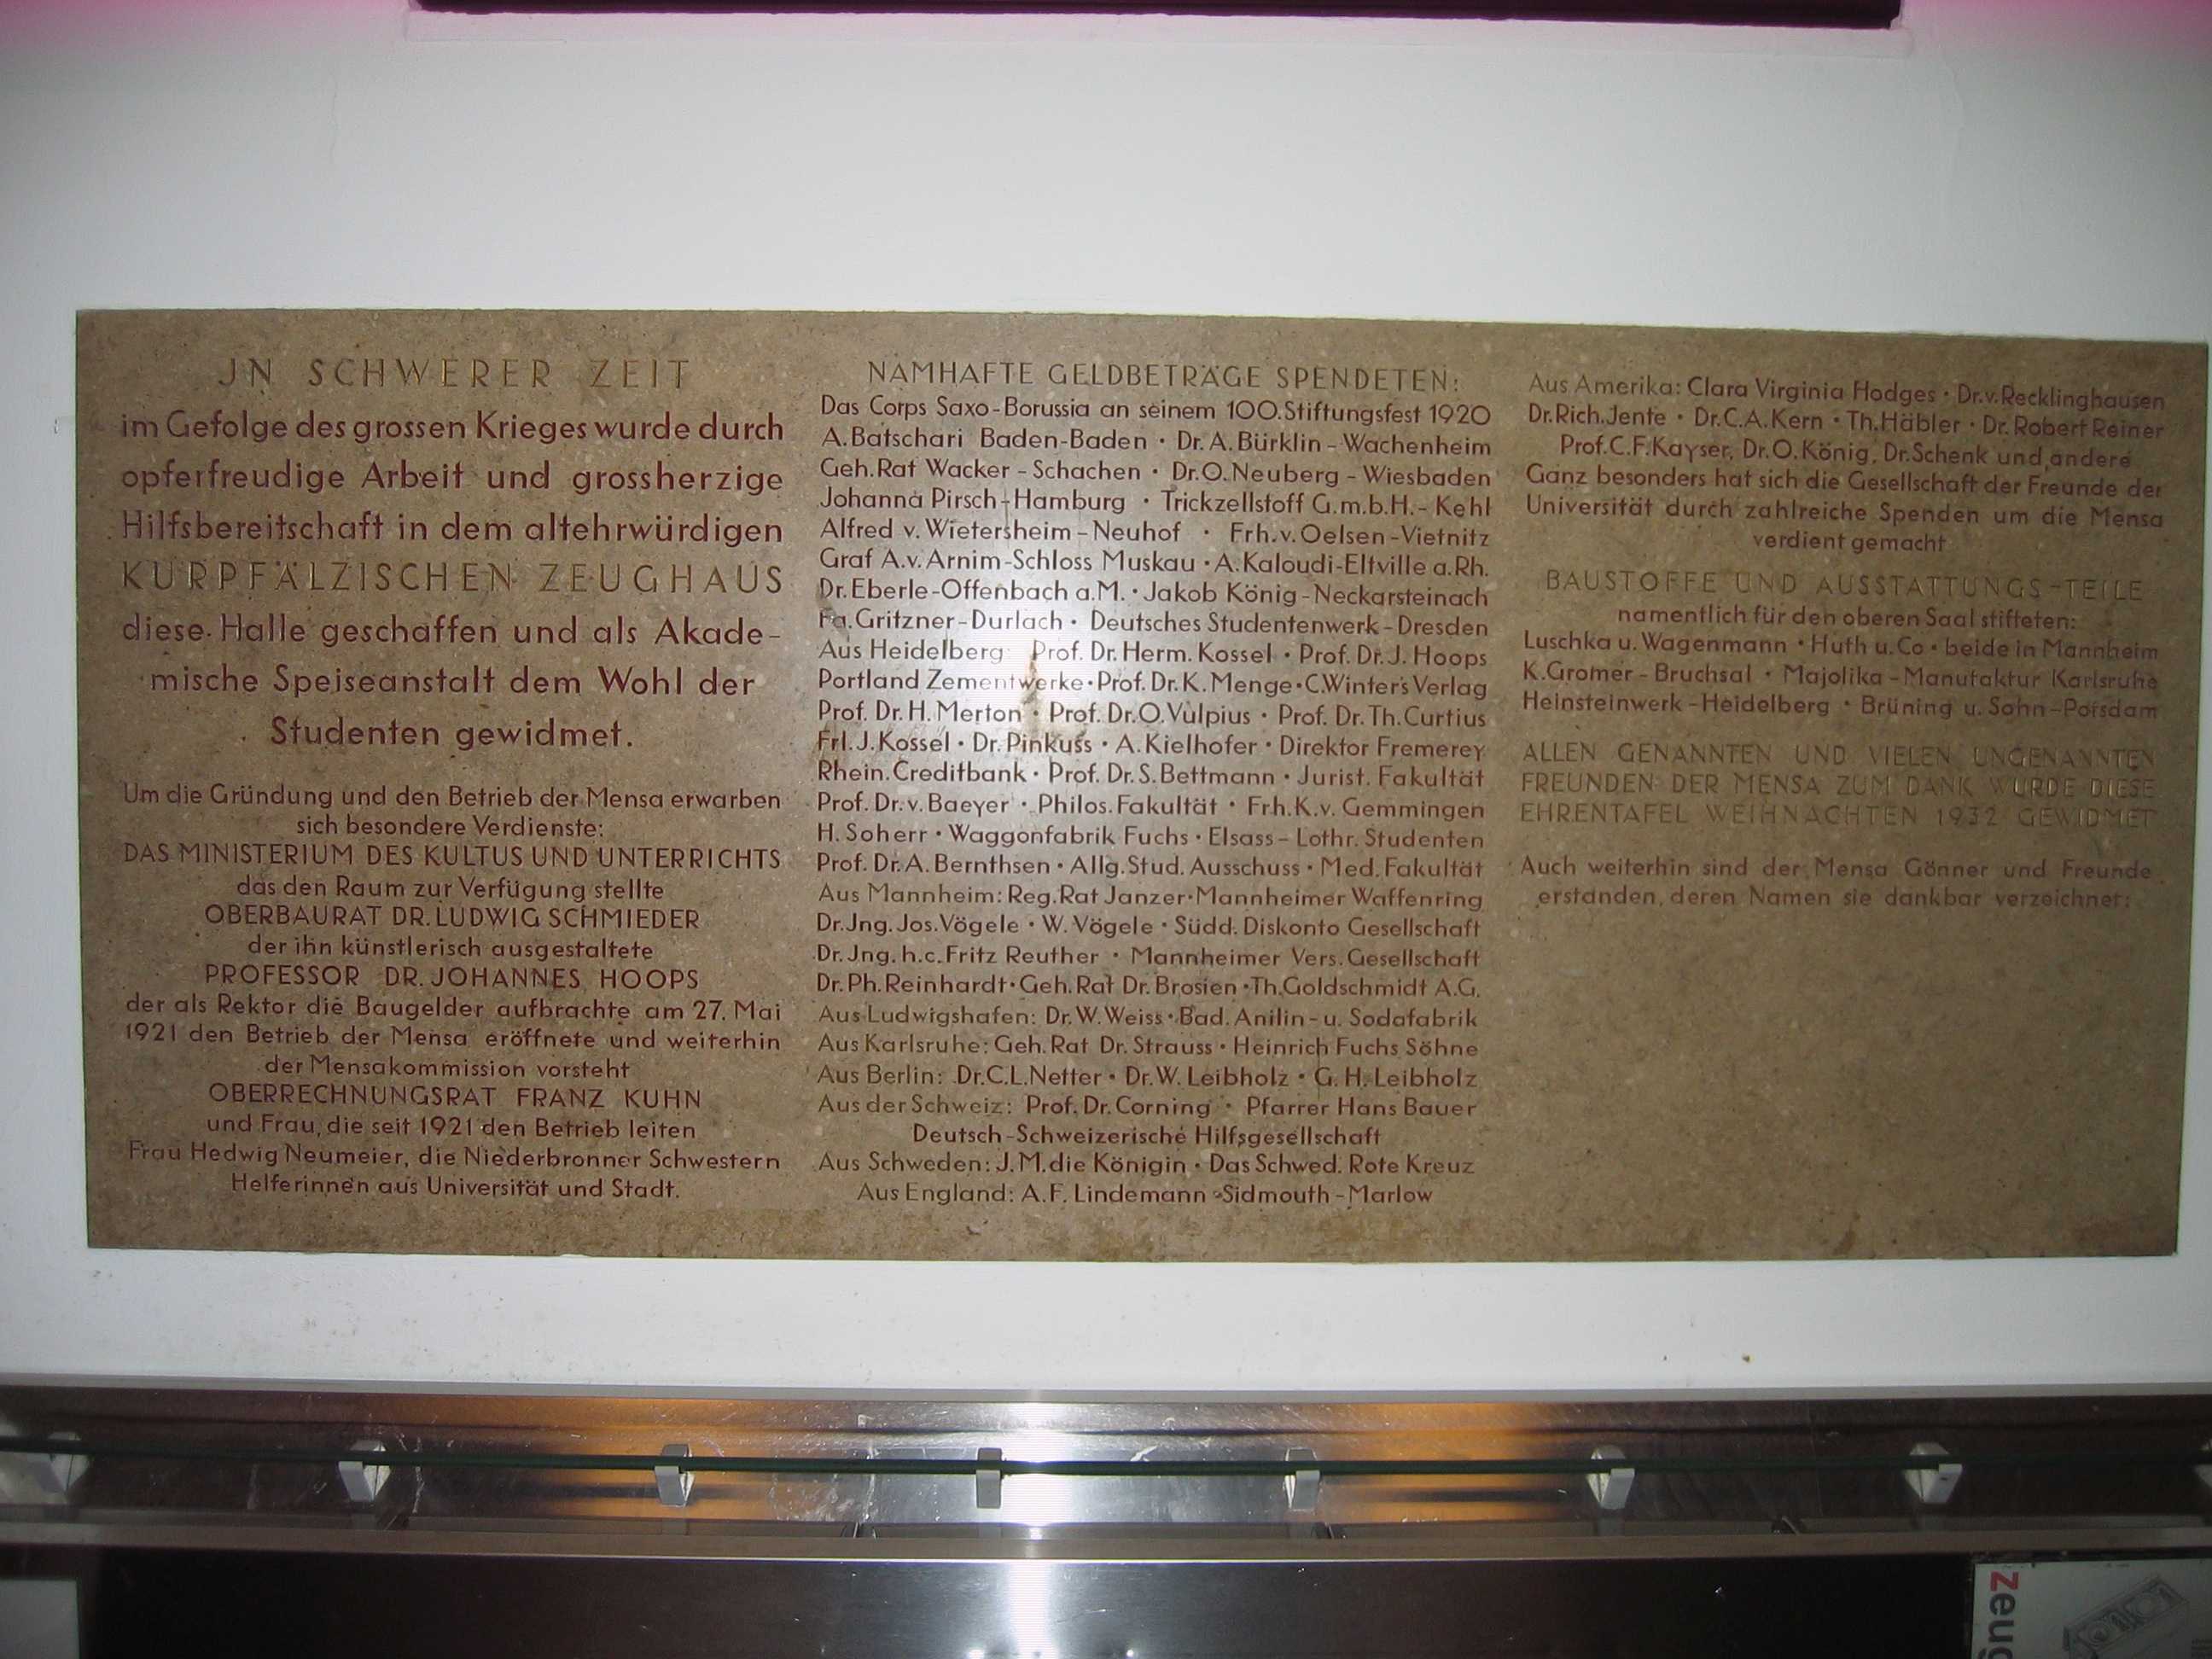 JN SCHWERER ZEIT
im Gefolge des grossen Krieges wurde durch
opferfreudige Arbeit und grossherzige
Hilfsbereitschaft in dem altehrwürdigen
KURPFÄLZISCHEN ZEUGHAUS
diese Halle geschaffen und als Akade-
mische Speiseanstalt dem Wohl der
Studenten gewidmet.
Um die Gründung und den Betrieb der Mensa erwarben
sich besondere Verdienste:
DAS MINISTERIUM DES KULTUS UND UNTERRICHTS
das den Raum zur Verfügung stellte
OBERBAURAT DR. LUDWIG SCHMIEDER
der ihn künstlerisch ausgestaltete
PROFESSOR DR. JOHANNES HOOPS
der als Rektor die Baugelder aufbrachte am 27. Mai
1921 den Betrieb der Mensa eröffnete und weiterhin
der Mensakommission vorsteht
OBERRECHNUNGSRAT FRANZ KUHN
und Frau, die seit 1921 den Betrieb leiten
Frau Hedwig Neumeier, die Niederbronner Schwestern
Helferinnen aus Universität und Stadt.
NAMHAFTE GELDBETRÄGE SPENDETEN:
Das Corps Saxo-Borussia an seinem 100. Stiftungsfest 1920
A. Batschari Baden-Baden · Dr. A. Bürklin - Wachenheim
Geh. Rat Wacker - Schachen · Dr. O. Neuberg - Wiesbaden
Johanna Pirsch - Hamburg · Trickzellstoff G.m.b.H. - Kehl
Alfred v. Wietersheim - Neuhof · Frh. v. Oelsen - Vietnitz
Graf A. v. Arnim - Schloss Muskau · A. Kaloudi - Eltville a. Rh.
Dr. Eberle - Offenbach a. M. · Jakob König - Neckarsteinach
Fa. Gritzner - Durlach · Deutsches Studentenwerk - Dresden
Aus Heidelberg: Prof. Dr. Herm. Kossel · Prof. Dr. J. Hoops
Portland Zementwerke · Prof. Dr. K. Menge · C. Winter's Verlag
Prof. Dr. H. Merton · Prof. Dr. O. Vulpius · Prof. Dr. Th. Curtius
Frl. J. Kossel · Dr. Pinkuss · A. Kielhofer · Direktor Fremerey
Rhein. Creditbank · Prof. Dr. S. Bettmann · Jurist. Fakultät
Prof. Dr. v. Baeyer · Philos. Fakultät · Frh. K. v. Gemmingen
H. Soherr · Waggonfabrik Fuchs · Elsass - Lothr. Studenten
Prof. Dr. A. Bernthsen · Allg. Stud. Ausschuss · Med. Fakultät
Aus Mannheim: Reg. Rat Janzer · Mannheimer Waffenring
Dr. Jng. Jos. Vögele · W. Vögele · Südd. Diskonto Gesellschaft
Dr. Jng. h. c. Fritz Reuther · Mannheimer Vers. Gesellschaft
Dr. Ph. Reinhardt · Geh. Rat Dr. Brosien · Th. Goldschmidt A.G.
Aus Ludwigshafen: Dr. W. Weiss · Bad. Anilin - u. Sodafabrik
Aus Karlsruhe: Geh. Rat Dr. Strauss · Heinrich Fuchs Söhne
Aus Berlin: Dr. C. L. Netter · Dr. W. Leibholz · G. H. Leibholz
Aus der Schweiz: Prof. Dr. Corning · Pfarrer Hans Bauer
Deutsch - Schweizerische Hilfsgesellschaft
Aus Schweden: J. M. die Königin · Das Schwed. Rote Kreuz
Aus England: A. F. Lindemann · Sidmouth - Marlow
Aus Amerika: Clara Virginia Hodges · Dr. v. Recklinghausen
Dr. Rich. Jente · Dr. C. A. Kern · Th. Häbler · Dr. Robert Reiner
Prof. C. F. Kayser, Dr. O. König, Dr. Schenk und andere
Ganz besonders hat sich die Gesellschaft der Freunde der
Universität durch zahlreiche Spenden um die Mensa
verdient gemacht
BAUSTOFFE UND AUSSTATTUNGS-TEILE
namentlich für den oberen Saal stifteten:
Luschka u. Wagenmann · Huth u. Co · beide in Mannheim
K. Gromer - Bruchsal · Majolika - Manufaktur Karlsruhe
Heinsteinwerk - Heidelberg · Brüning u. Sohn - Potsdam
ALLEN GENANNTEN UND VIELEN UNGENANNTEN
FREUNDEN DER MENSA ZUM DANK WURDE DIESE
EHRENTAFEL WEIHNACHTEN 1932 GEWIDMET
Auch weiterhin sind der Mensa Gönner und Freunde
erstanden, deren Namen sie dankbar verzeichnet:
zeug